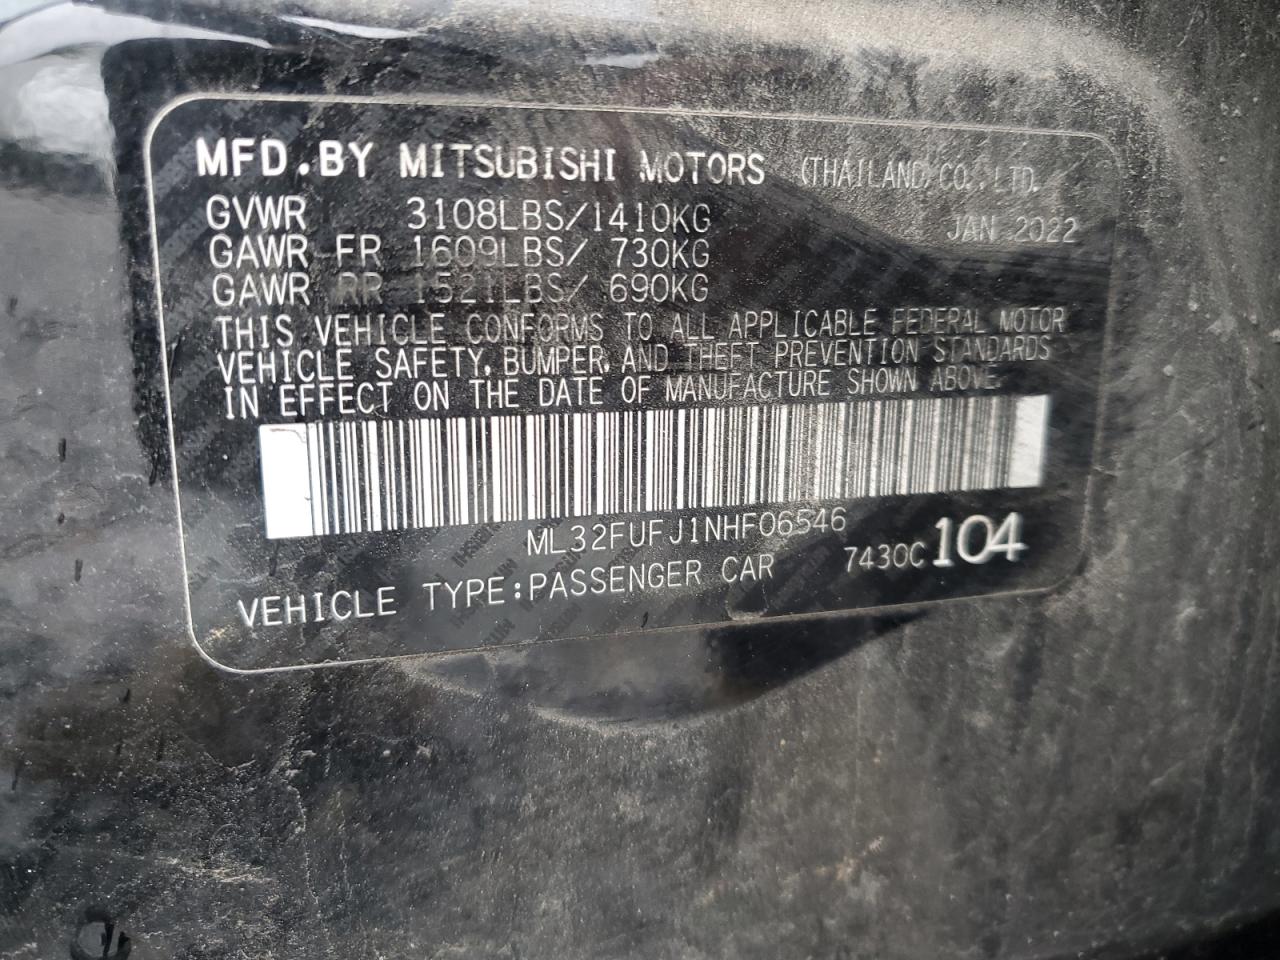 MFD.BY MITSUBISHI MOTORS (THAILAND) CO.,LTD.
GVWR 3108LBS/1410KG JAN 2022
GAWR FR 1609LBS/ 730KG
GAWR RR 1521LBS/ 690KG
THIS VEHICLE CONFORMS TO ALL APPLICABLE FEDERAL MOTOR
VEHICLE SAFETY, BUMPER, AND THEFT PREVENTION STANDARDS
IN EFFECT ON THE DATE OF MANUFACTURE SHOWN ABOVE.
ML32FUFJ1NHF06546
VEHICLE TYPE:PASSENGER CAR 7430C 104